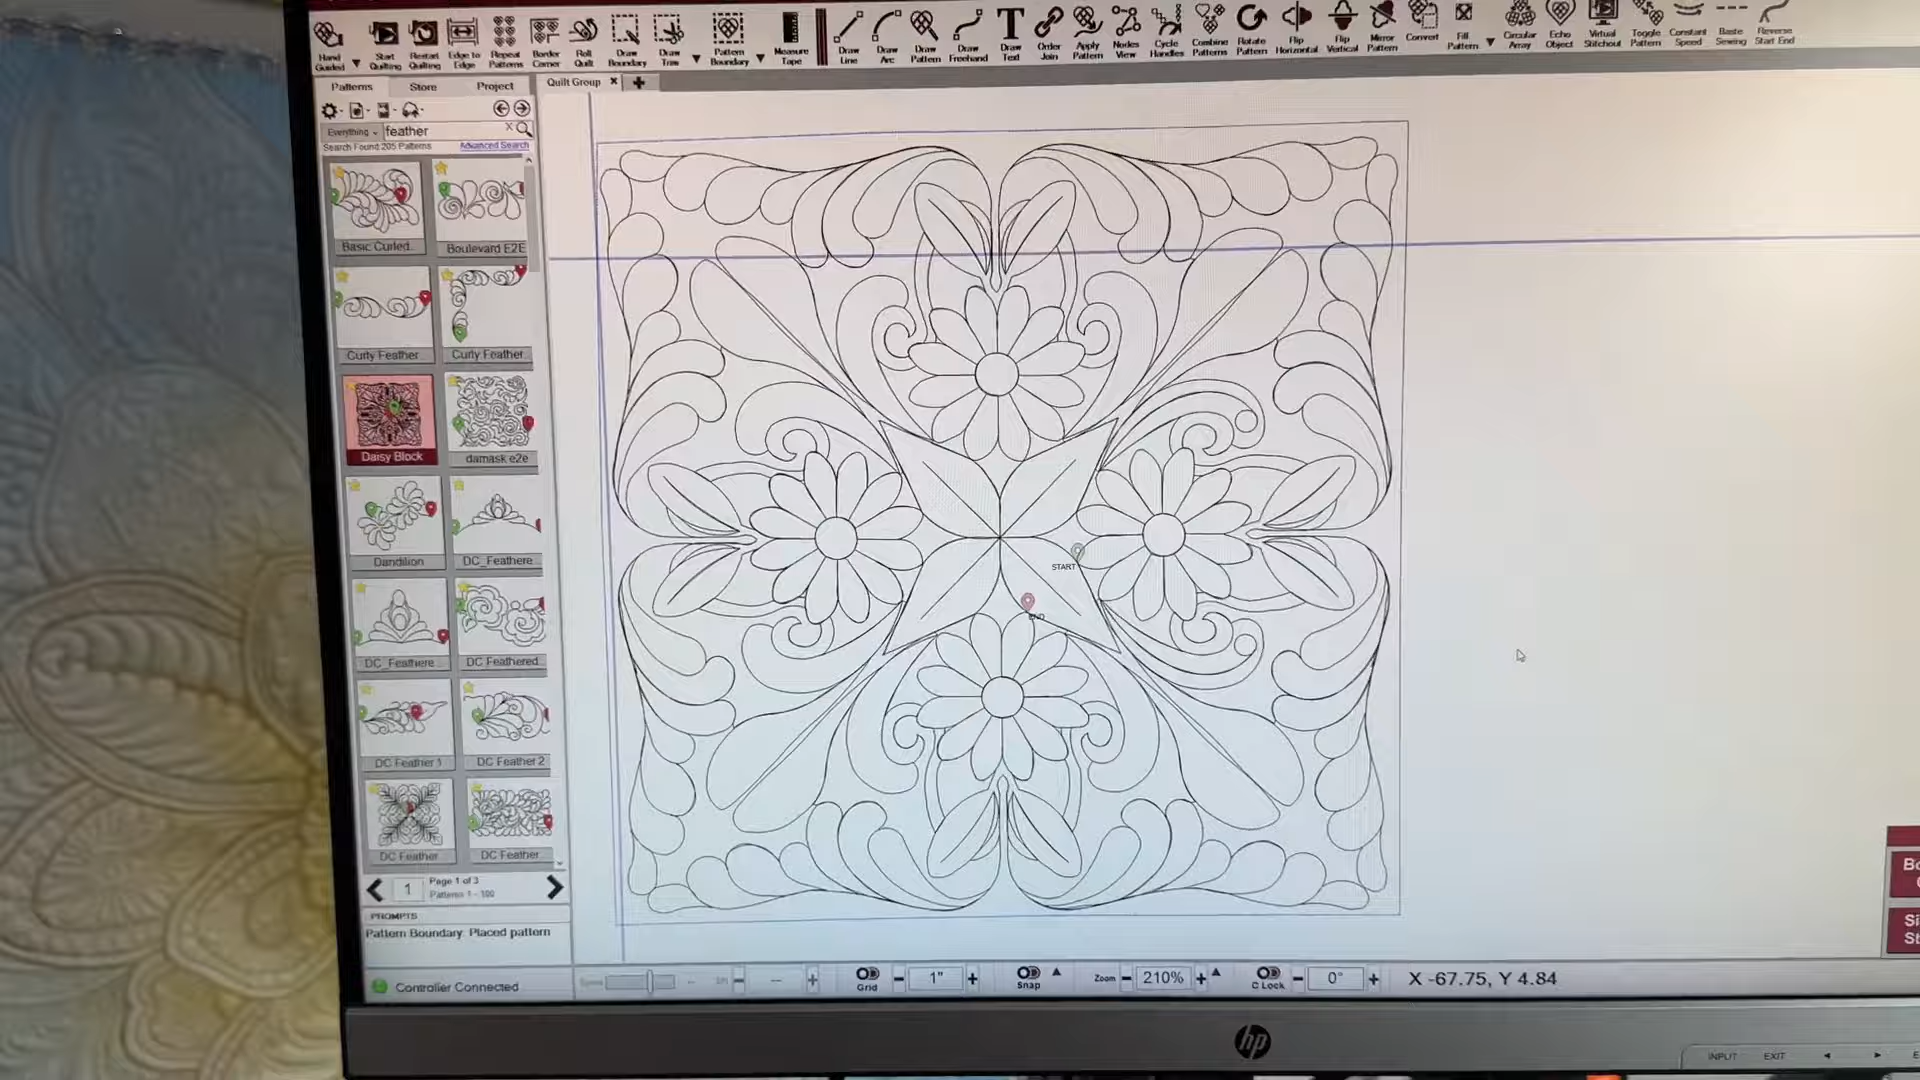 Hand Guided
Start Quilting
Restart Quilting
Edge to Edge
Repeat Patterns
Border Corner
Roll Quilt
Draw Boundary
Draw Trim
Pattern Boundary
Measure Tape
Draw Line
Draw Arc
Draw Pattern
Draw Freehand
Draw Text
Order Join
Apply Pattern
Nodes View
Cycle Handles
Combine Patterns
Rotate Pattern
Flip Horizontal
Flip Vertical
Mirror Pattern
Convert
Fill Pattern
Circular Array
Echo Object
Virtual Stitchout
Toggle Pattern
Constant Speed
Baste Sewing
Reverse Start End
Patterns Store Project
Quilt Group
Everything feather
Search Found 205 Patterns Advanced Search
Basic Curled... Boulevard E2E
Curly Feather... Curly Feather...
Daisy Block damask e2e
Dandilion DC_Feathere...
DC_Feathere... DC Feathered...
DC Feather 1 DC Feather 2
DC Feather... DC Feather...
START
END
1 Page 1 of 3
Patterns 1 - 100
PROMPTS
Pattern Boundary: Placed pattern
Controller Connected
Speed
Grid 1"
Snap
Zoom 210%
C Lock 0°
X -67.75, Y 4.84
hp
INPUT EXIT